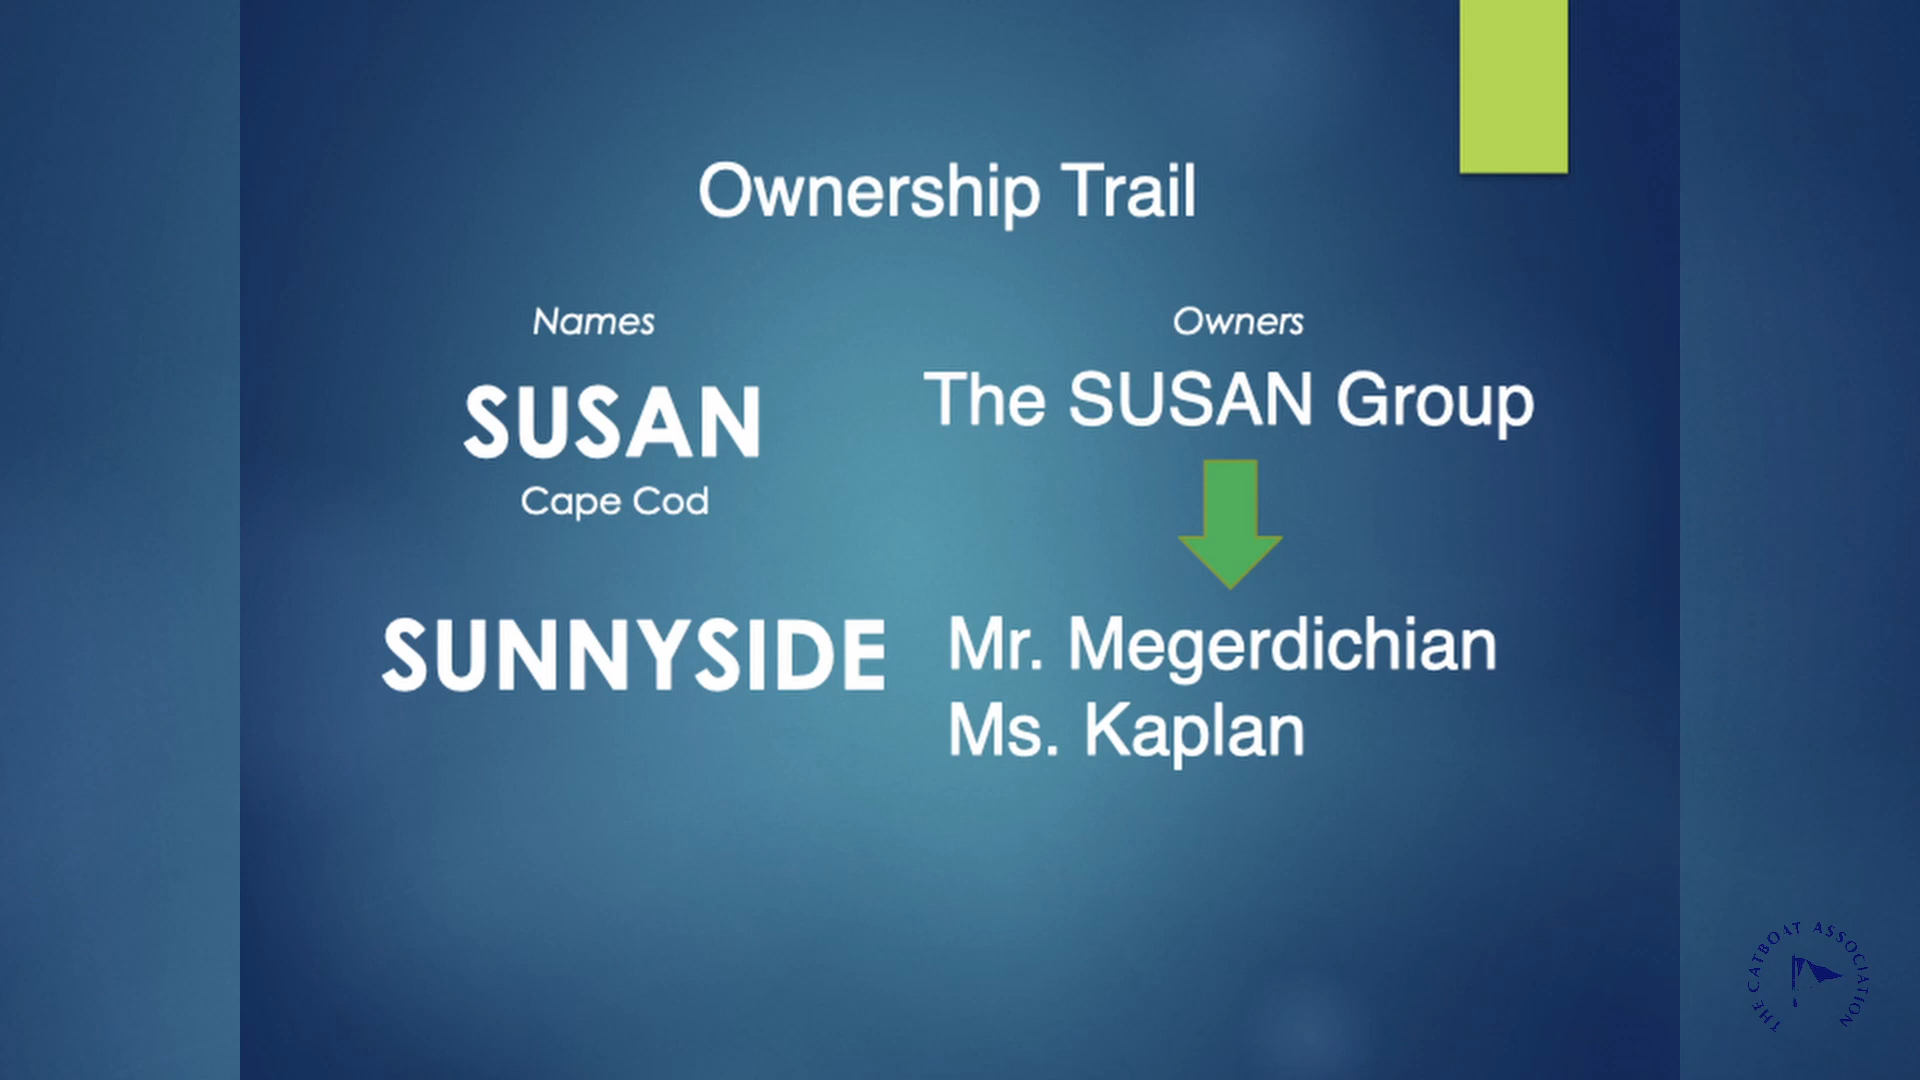 Ownership Trail
Names
Owners
SUSAN
The SUSAN Group
Cape Cod
SUNNYSIDE
Mr. Megerdichian
Ms. Kaplan
THE CATBOAT ASSOCIATION